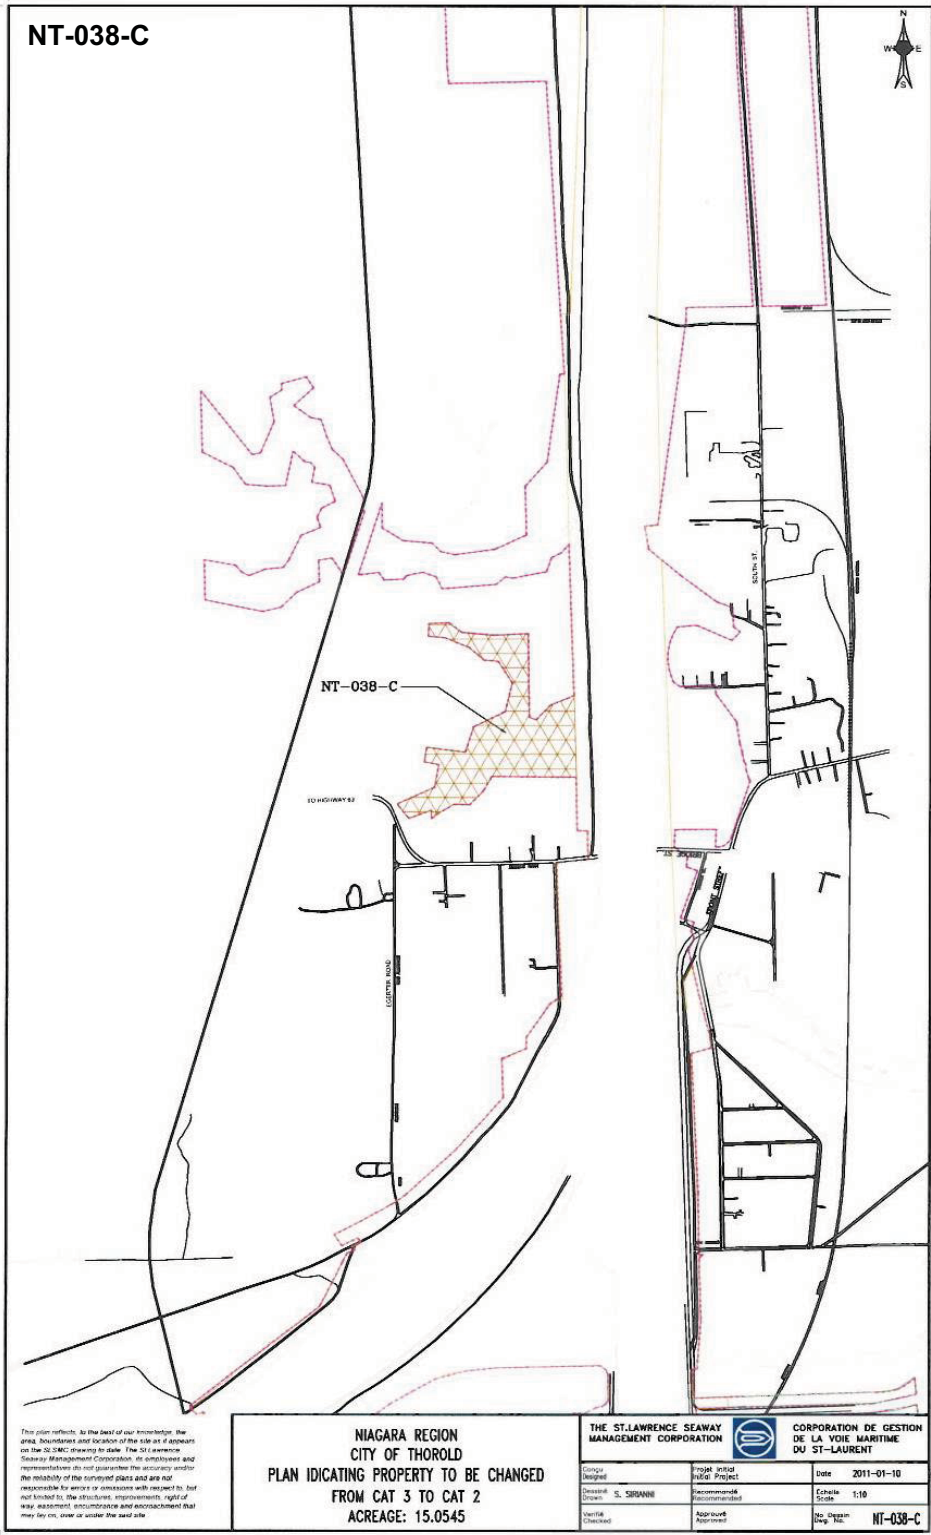 NT-038-C
N
W E
S
SOUTH ST.
NT-038-C
TO HIGHWAY
BRIDGE ST
EGERTER ROAD
This plan reflects, to the best of our knowledge, the
area, boundaries and location of the site as it appears
on the SLSMC drawing to date. The St Lawrence
Seaway Management Corporation, its employees and
representatives do not guarantee the accuracy and/or
the reliability of the surveyed plans and are not
responsible for errors or omissions with respect to, but
not limited to, the structures, improvements, right of
way, easement, encumbrance and encroachment that
may lay on, over or under the said site
NIAGARA REGION
CITY OF THOROLD
PLAN IDICATING PROPERTY TO BE CHANGED
FROM CAT 3 TO CAT 2
ACREAGE: 15.0545
THE ST.LAWRENCE SEAWAY
MANAGEMENT CORPORATION
CORPORATION DE GESTION
DE LA VOIE MARITIME
DU ST-LAURENT
Conçu
Designed
Projet Initial
Initial Project
Date 2011-01-10
Dessiné
Drawn S. SIRIANNI
Recommandé
Recommended
Echelle
Scale 1:10
Vérifié
Checked
Approuvé
Approved
No. Dessin
Dwg. No. NT-038-C